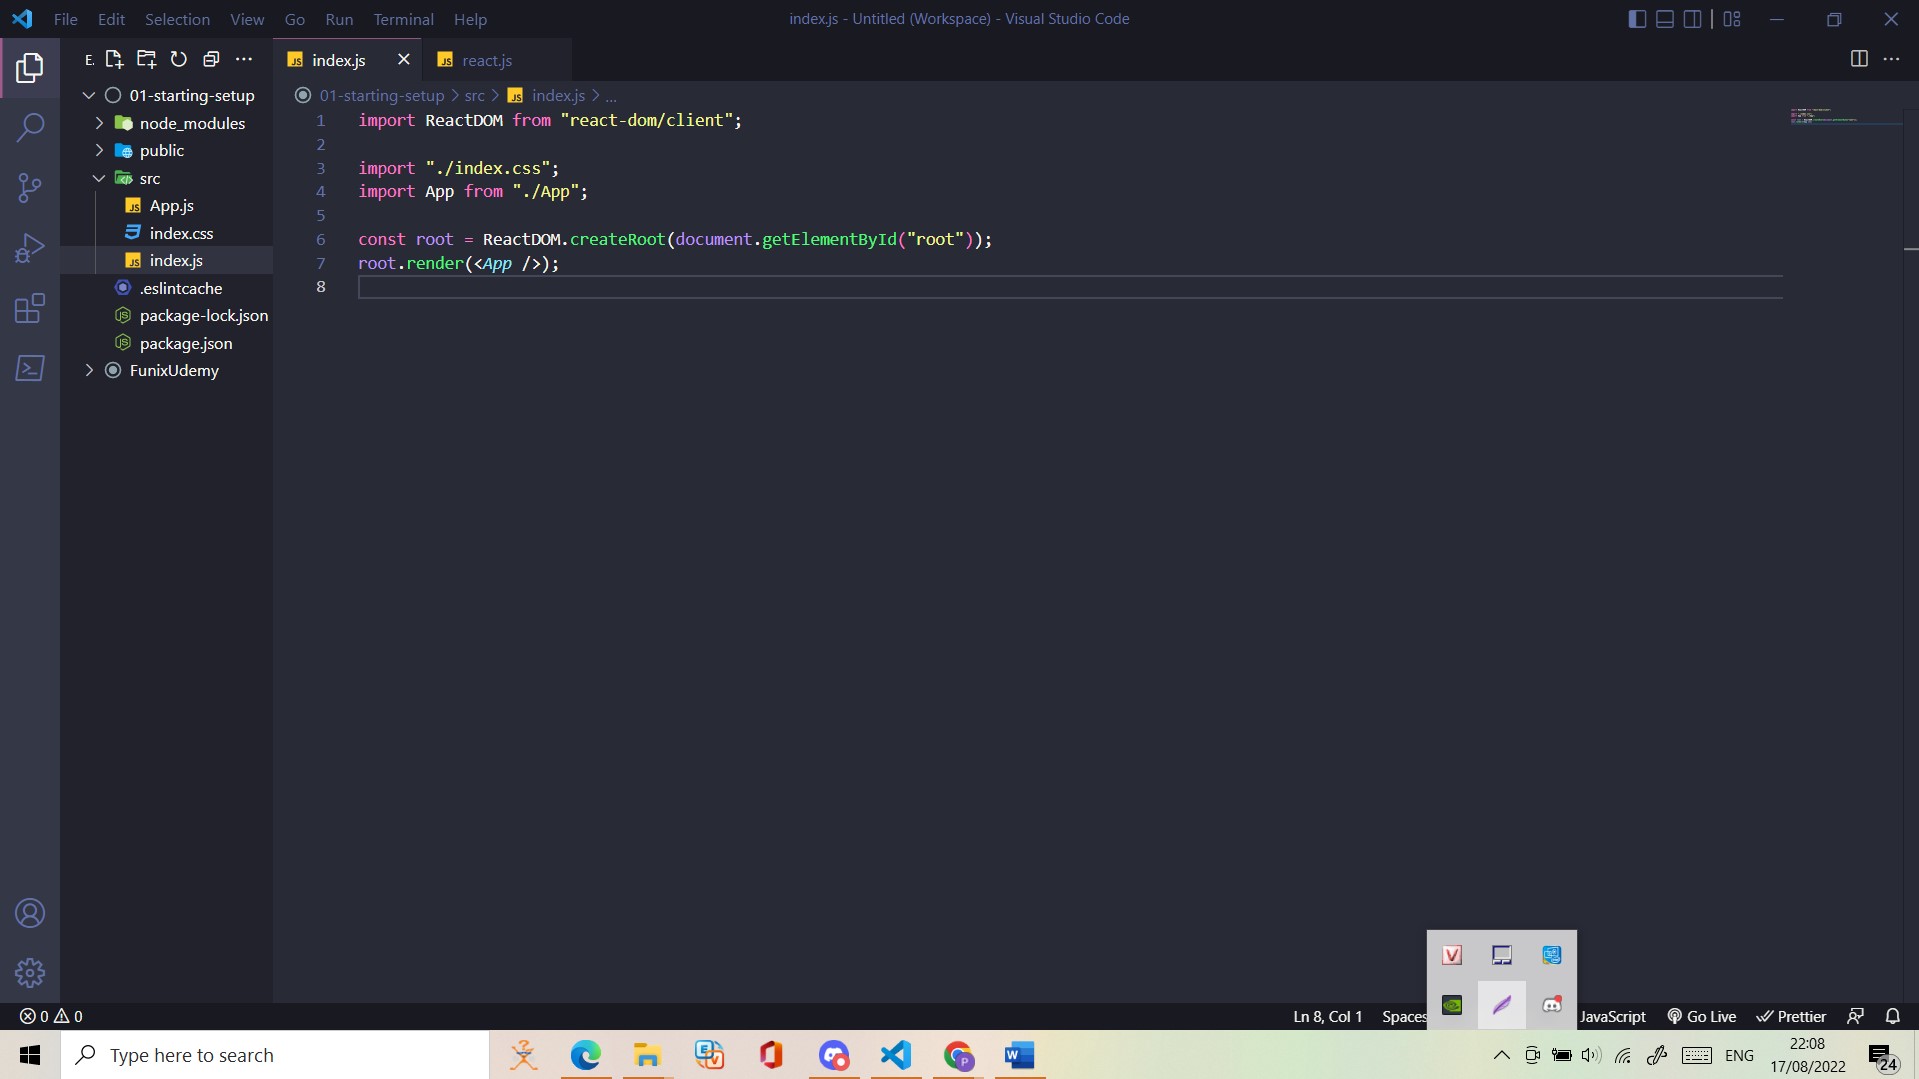 File Edit Selection View Go Run Terminal Help
index.js - Untitled (Workspace) - Visual Studio Code
E.
index.js
react.js
01-starting-setup
node_modules
public
src
App.js
index.css
index.js
.eslintcache
package-lock.json
package.json
FunixUdemy
01-starting-setup > src > index.js > ...
1 import ReactDOM from "react-dom/client";
2
3 import "./index.css";
4 import App from "./App";
5
6 const root = ReactDOM.createRoot(document.getElementById("root"));
7 root.render(<App />);
8
0 0
Ln 8, Col 1 Spaces JavaScript Go Live Prettier
Type here to search
ENG
22:08
17/08/2022
24